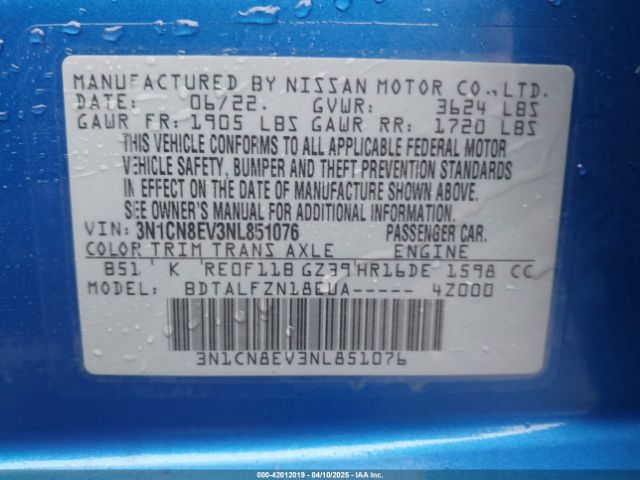 MANUFACTURED BY NISSAN MOTOR CO.,LTD.
DATE: 06/22. GVWR: 3624 LBS
GAWR FR: 1905 LBS GAWR RR: 1720 LBS
THIS VEHICLE CONFORMS TO ALL APPLICABLE FEDERAL MOTOR
VEHICLE SAFETY, BUMPER AND THEFT PREVENTION STANDARDS
IN EFFECT ON THE DATE OF MANUFACTURE SHOWN ABOVE.
SEE OWNER'S MANUAL FOR ADDITIONAL INFORMATION.
VIN: 3N1CN8EV3NL851076 PASSENGER CAR.
COLOR TRIM TRANS AXLE ENGINE
B51 K RE0F11B GZ39 HR16DE 1598 CC
MODEL: BDTALFZN18EUA----- 4Z000
3N1CN8EV3NL851076
000-42012019 - 04/10/2025 - IAA Inc.